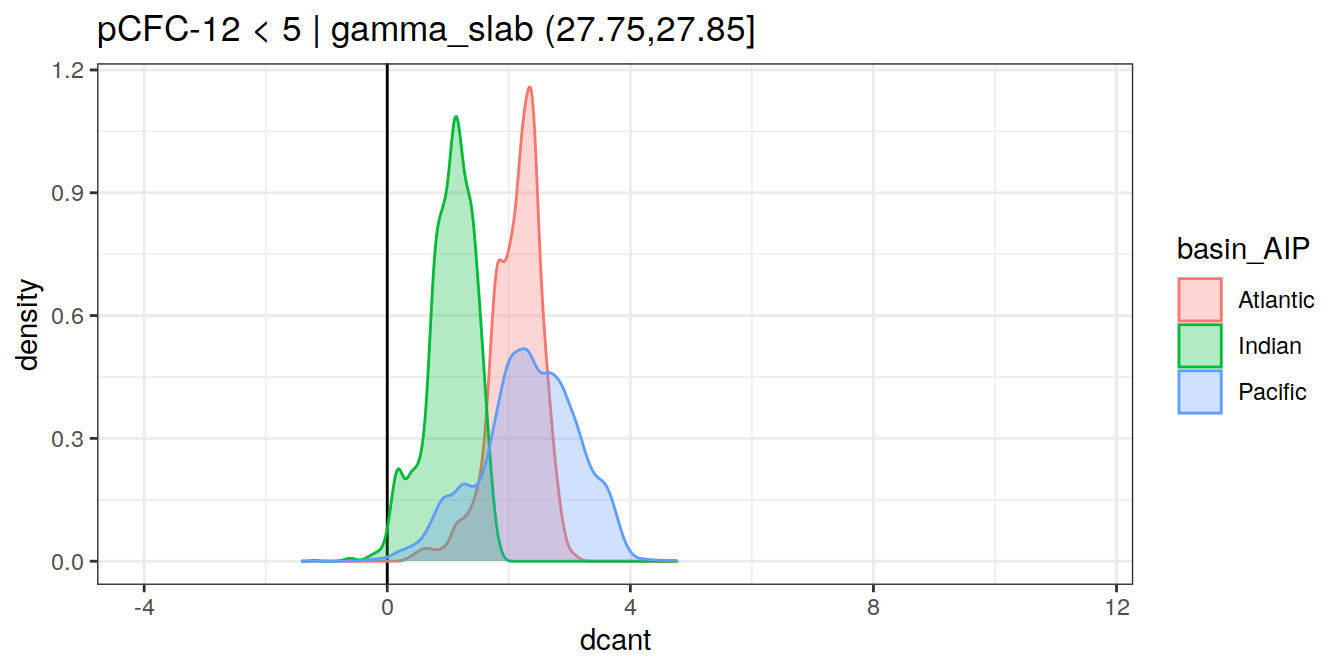 pCFC-12 < 5 | gamma_slab (27.75,27.85]
1.2
0.9
0.6
0.3
0.0
density
-4
0
4
8
12
dcant
basin_AIP
Atlantic
Indian
Pacific